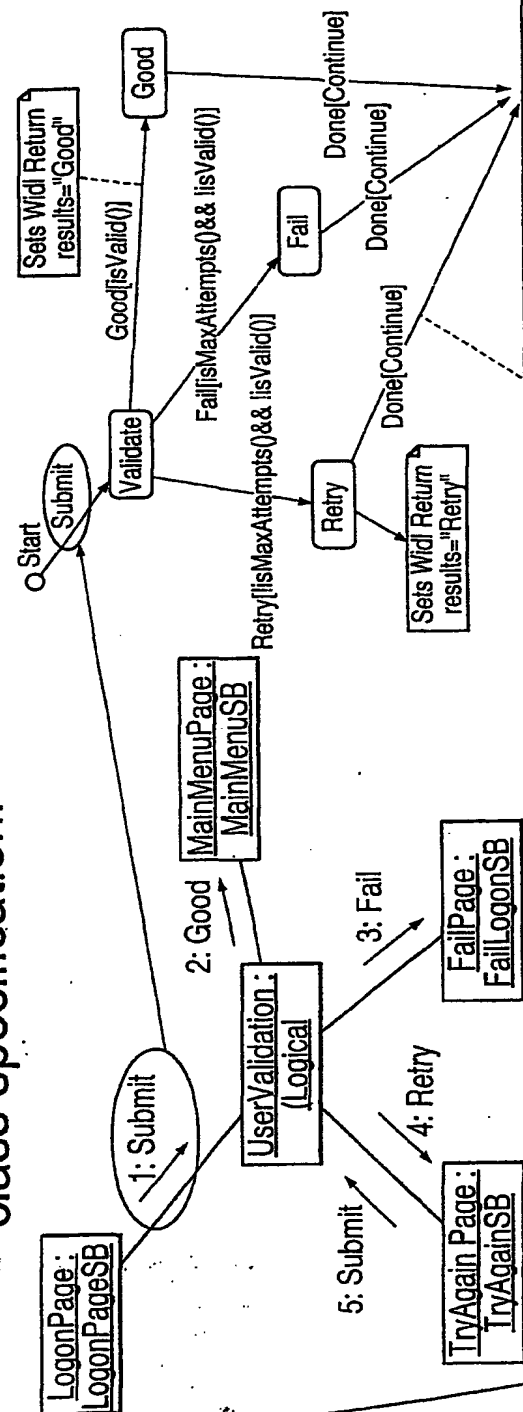 LogonPage :
LogonPageSB
1: Submit
UserValidation :
(Logical
2: Good
MainMenuPage :
MainMenuSB
3: Fail
FailPage :
FailLogonSB
4: Retry
5: Submit
TryAgain Page :
TryAgainSB
Start
Submit
Validate
Sets Widl Return
results="Good"
Good[isValid()]
Good
Fail[isMaxAttempts()&& !isValid()]
Fail
Retry[!isMaxAttempts()&& !isValid()]
Retry
Sets Widl Return
results="Retry"
Done[Continue]
Done[Continue]
Done[Continue]